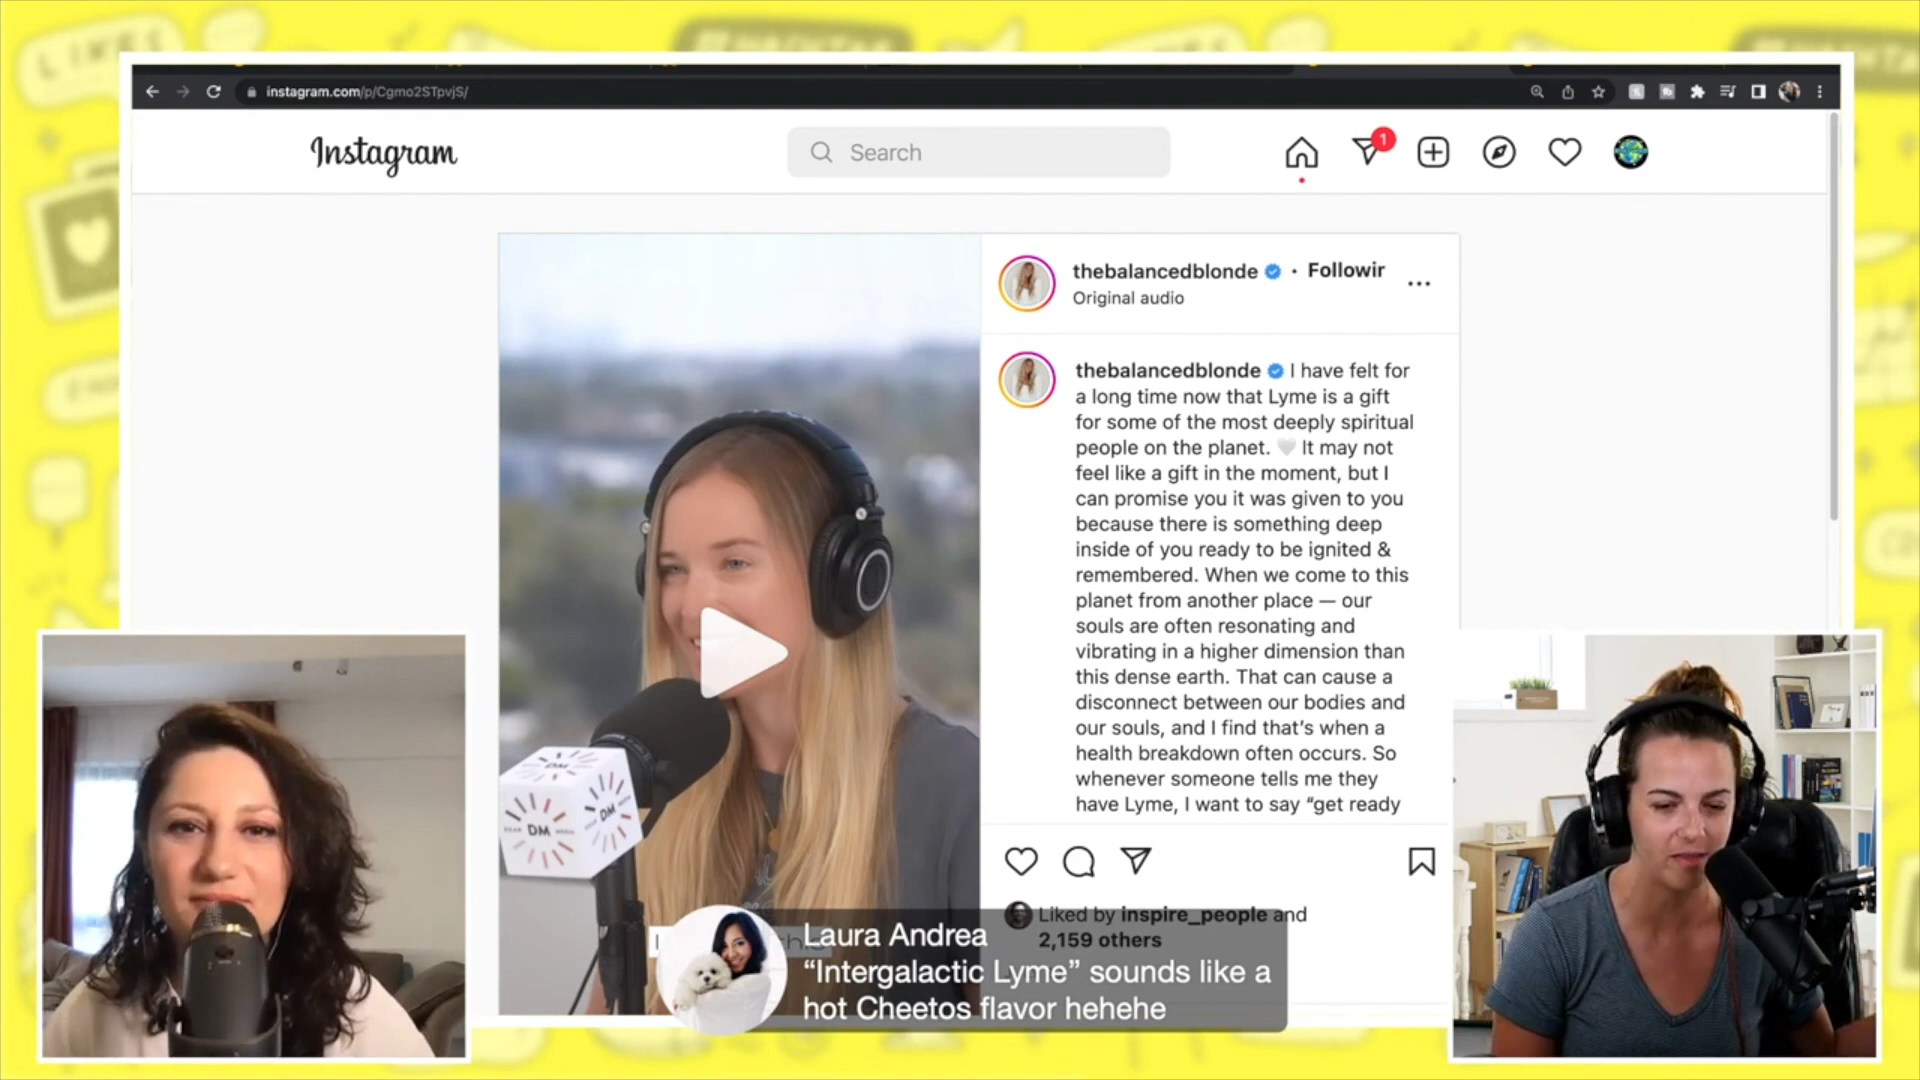 LIKES
instagram.com/p/Cgmo2STpvjS/
Instagram
Search
1
thebalancedblonde • Followir
Original audio
thebalancedblonde I have felt for
a long time now that Lyme is a gift
for some of the most deeply spiritual
people on the planet. 🤍 It may not
feel like a gift in the moment, but I
can promise you it was given to you
because there is something deep
inside of you ready to be ignited &
remembered. When we come to this
planet from another place — our
souls are often resonating and
vibrating in a higher dimension than
this dense earth. That can cause a
disconnect between our bodies and
our souls, and I find that’s when a
health breakdown often occurs. So
whenever someone tells me they
have Lyme, I want to say “get ready
DM
DEAR DM MEDIA
DM
Liked by inspire_people and
2,159 others
Laura Andrea
“Intergalactic Lyme” sounds like a
hot Cheetos flavor hehehe